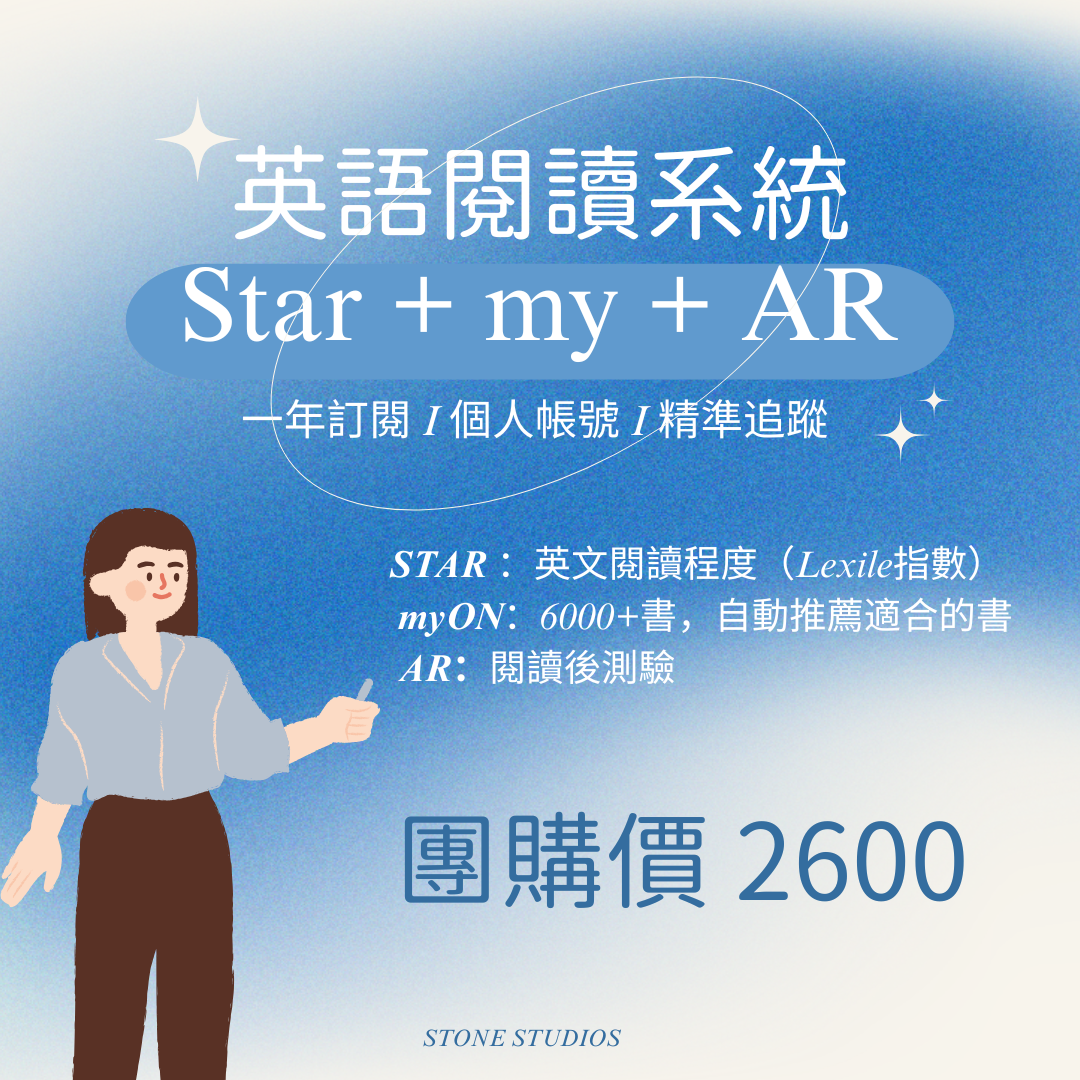 英語閱讀系統
Star + my + AR
一年訂閱 I 個人帳號 I 精準追蹤
STAR：英文閱讀程度（Lexile指數）
myON：6000+書，自動推薦適合的書
AR：閱讀後測驗
團購價 2600
STONE STUDIOS